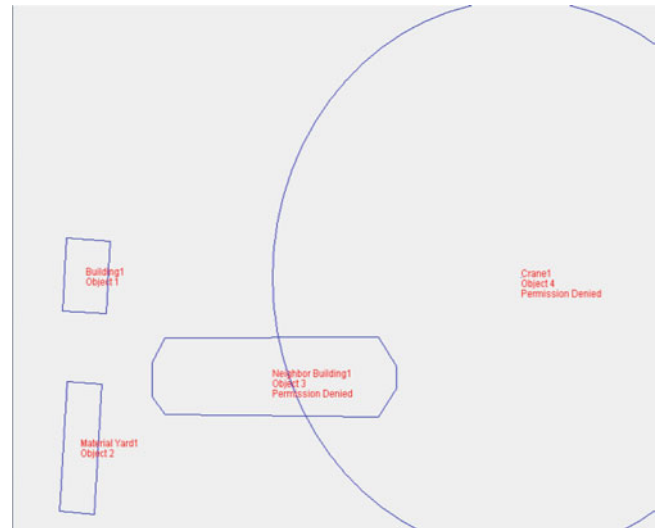 Building1
Object 1
Crane1
Object 4
Permission Denied
Neighbor Building1
Object 3
Permission Denied
Material Yard1
Object 2